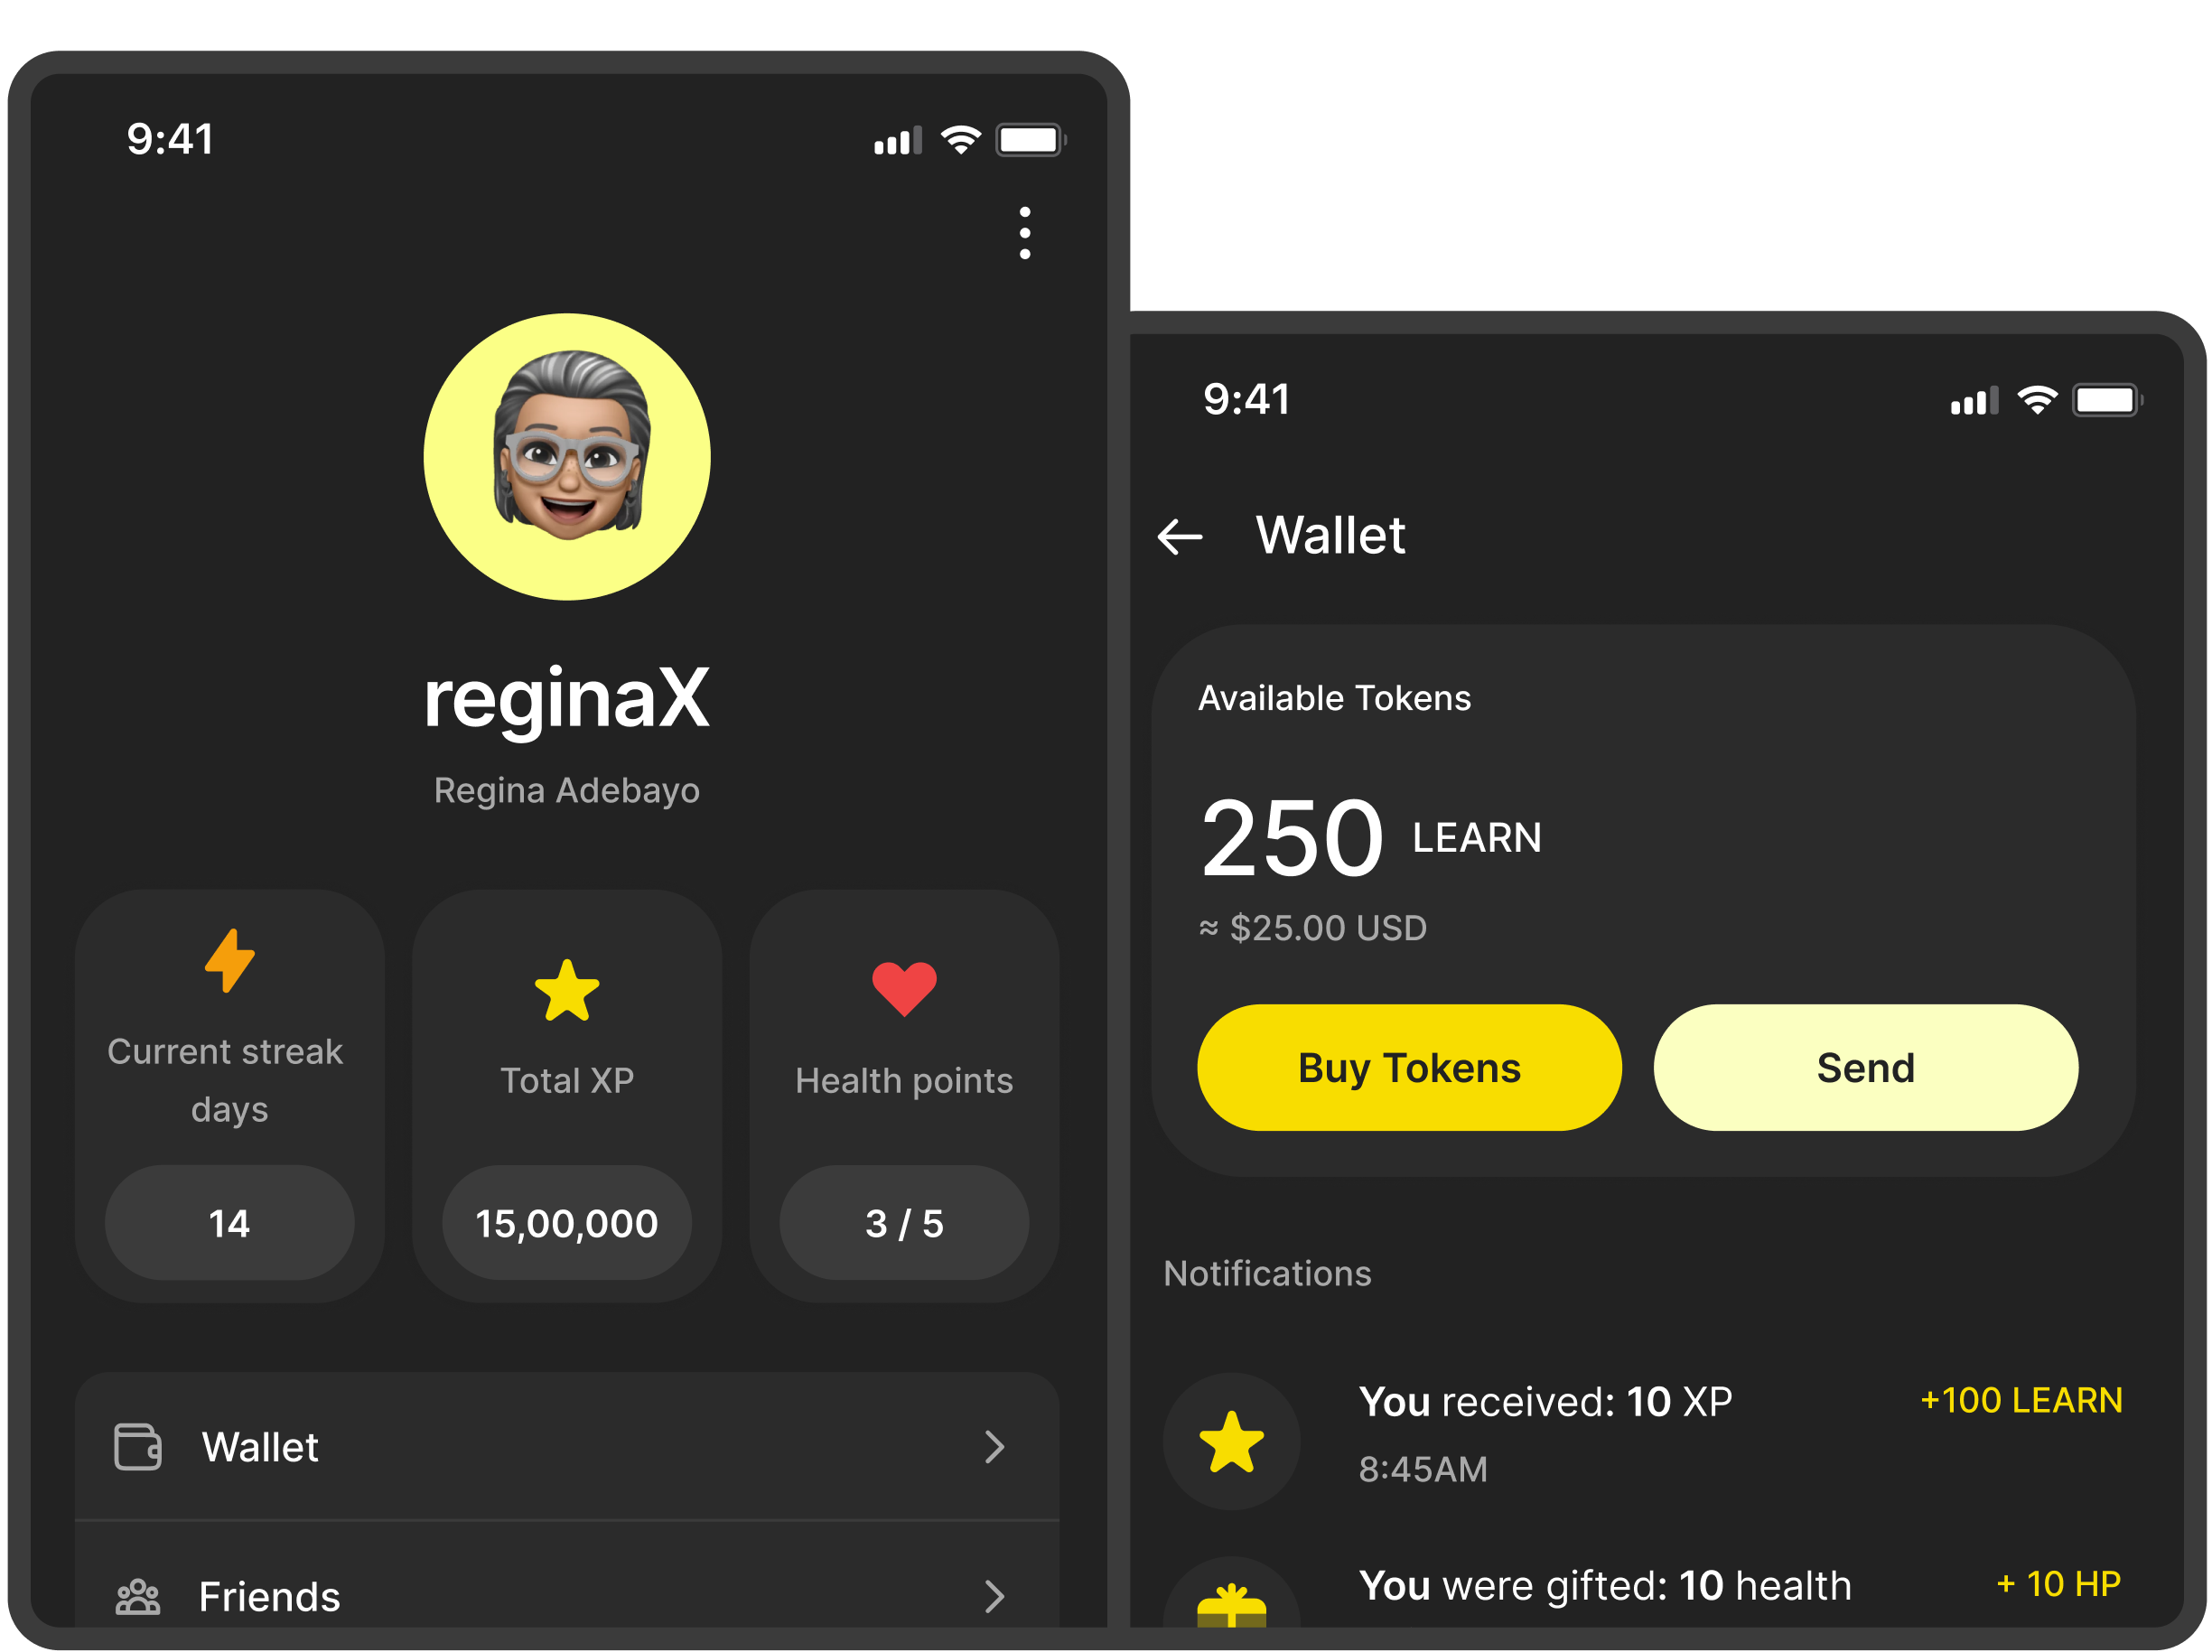 9:41
reginaX
Regina Adebayo
Current streak
days
14
Total XP
15,00,000
Health points
3 / 5
Wallet
Friends
9:41
Wallet
Available Tokens
250 LEARN
≈ $25.00 USD
Buy Tokens
Send
Notifications
You received: 10 XP
+100 LEARN
8:45AM
You were gifted: 10 health
+ 10 HP